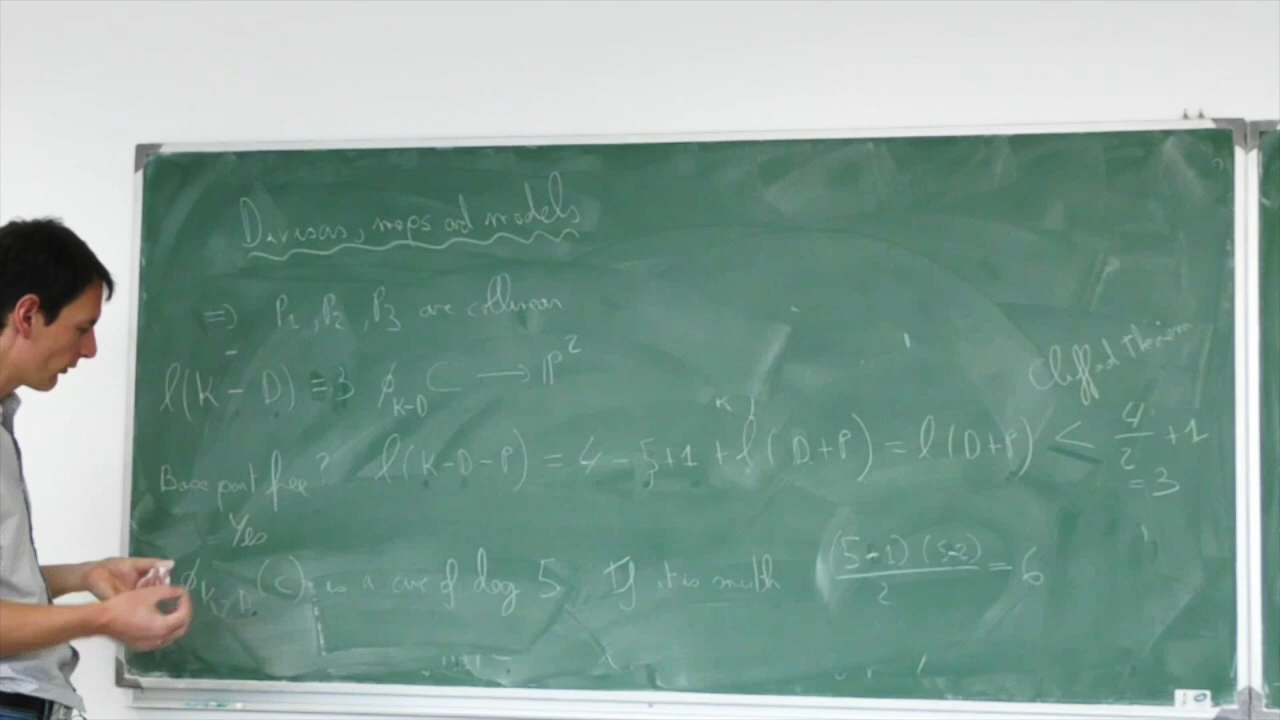 Divisors, maps and models
=> P1, P2, P3 are collinear
l(K-D) = 3 ϕ_{K-D} C ⟶ ℙ²
Base point free? l(K-D-P) = 4-5+1 + l(D+P) = l(D+P) < 4/2 +1
Clifford theorem
= 3
Yes
ϕ_{K-D}(C) is a curve of deg 5 If it is smooth (5-1)(5-2)/2 = 6